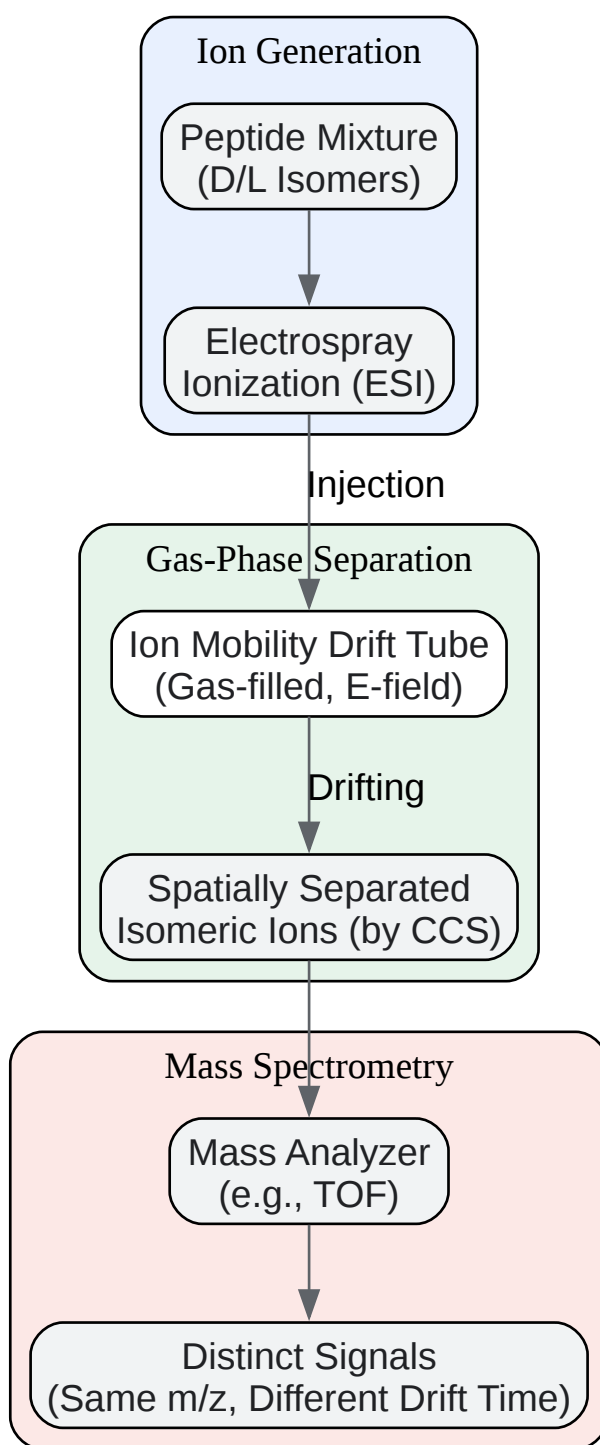 Ion Generation
Peptide Mixture
(D/L Isomers)
Electrospray
Ionization (ESI)
Injection
Gas-Phase Separation
Ion Mobility Drift Tube
(Gas-filled, E-field)
Drifting
Spatially Separated
Isomeric Ions (by CCS)
Mass Spectrometry
Mass Analyzer
(e.g., TOF)
Distinct Signals
(Same m/z, Different Drift Time)